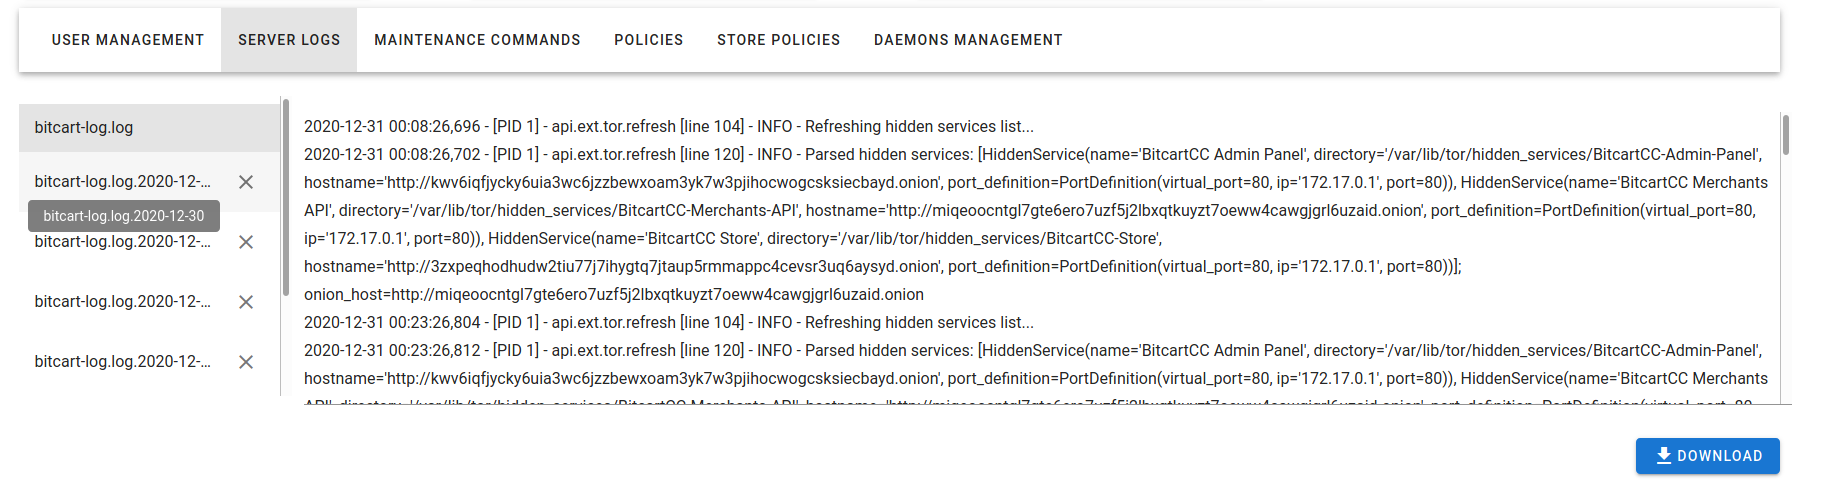 USER MANAGEMENT SERVER LOGS MAINTENANCE COMMANDS POLICIES STORE POLICIES DAEMONS MANAGEMENT
bitcart-log.log
bitcart-log.log.2020-12-...
bitcart-log.log.2020-12-30
bitcart-log.log.2020-12-...
bitcart-log.log.2020-12-...
bitcart-log.log.2020-12-...
2020-12-31 00:08:26,696 - [PID 1] - api.ext.tor.refresh [line 104] - INFO - Refreshing hidden services list...
2020-12-31 00:08:26,702 - [PID 1] - api.ext.tor.refresh [line 120] - INFO - Parsed hidden services: [HiddenService(name='BitcartCC Admin Panel', directory='/var/lib/tor/hidden_services/BitcartCC-Admin-Panel',
hostname='http://kwv6iqfjycky6uia3wc6jzzbewxoam3yk7w3pjihocwogcsksiecbayd.onion', port_definition=PortDefinition(virtual_port=80, ip='172.17.0.1', port=80)), HiddenService(name='BitcartCC Merchants
API', directory='/var/lib/tor/hidden_services/BitcartCC-Merchants-API', hostname='http://miqeoocntgl7gte6ero7uzf5j2lbxqtkuyzt7oeww4cawgjgrl6uzaid.onion', port_definition=PortDefinition(virtual_port=80,
ip='172.17.0.1', port=80)), HiddenService(name='BitcartCC Store', directory='/var/lib/tor/hidden_services/BitcartCC-Store',
hostname='http://3zxpeqhodhudw2tiu77j7ihygtq7jtaup5rmmappc4cevsr3uq6aysyd.onion', port_definition=PortDefinition(virtual_port=80, ip='172.17.0.1', port=80))];
onion_host=http://miqeoocntgl7gte6ero7uzf5j2lbxqtkuyzt7oeww4cawgjgrl6uzaid.onion
2020-12-31 00:23:26,804 - [PID 1] - api.ext.tor.refresh [line 104] - INFO - Refreshing hidden services list...
2020-12-31 00:23:26,812 - [PID 1] - api.ext.tor.refresh [line 120] - INFO - Parsed hidden services: [HiddenService(name='BitcartCC Admin Panel', directory='/var/lib/tor/hidden_services/BitcartCC-Admin-Panel',
hostname='http://kwv6iqfjycky6uia3wc6jzzbewxoam3yk7w3pjihocwogcsksiecbayd.onion', port_definition=PortDefinition(virtual_port=80, ip='172.17.0.1', port=80)), HiddenService(name='BitcartCC Merchants
DOWNLOAD